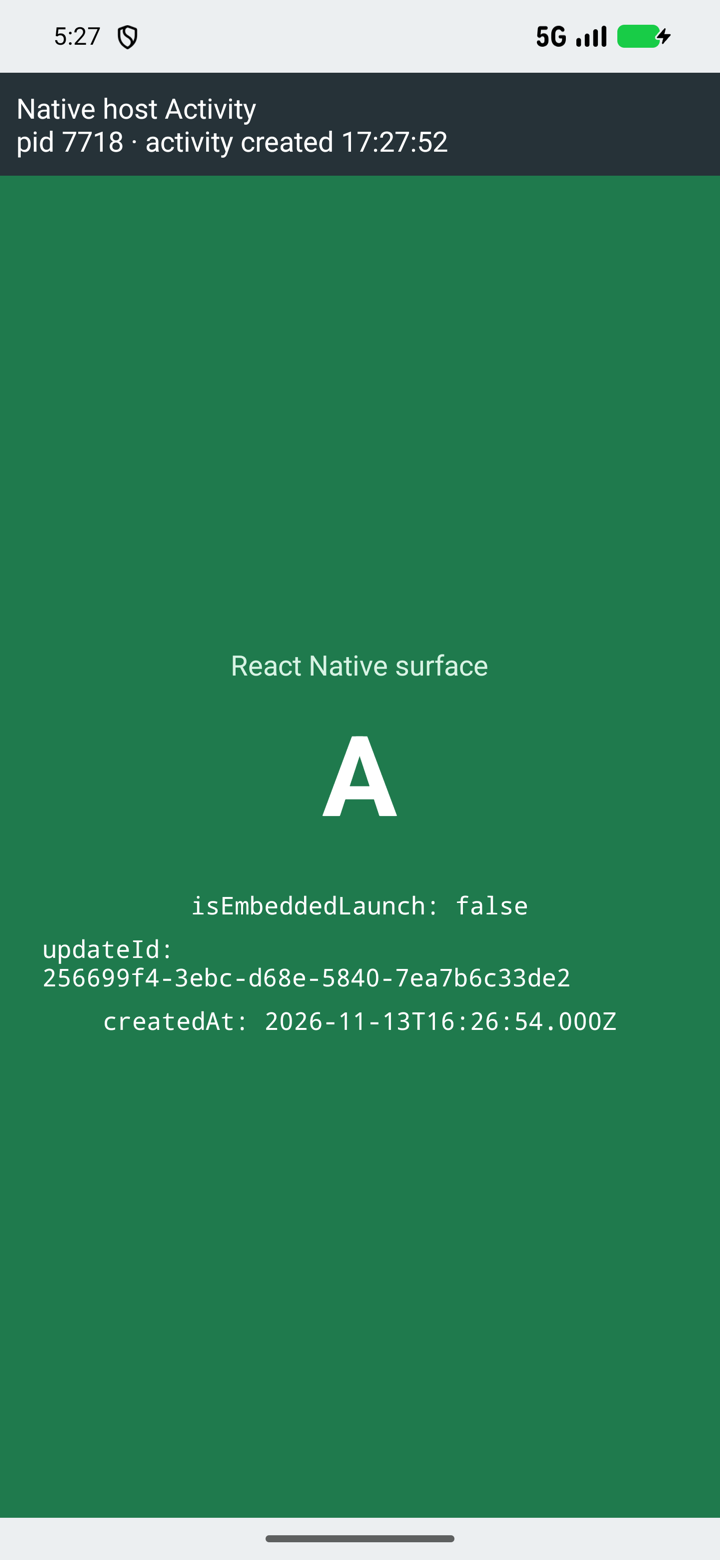 5:27
5G
Native host Activity
pid 7718 · activity created 17:27:52
React Native surface
A
isEmbeddedLaunch: false
updateId:
256699f4-3ebc-d68e-5840-7ea7b6c33de2
createdAt: 2026-11-13T16:26:54.000Z